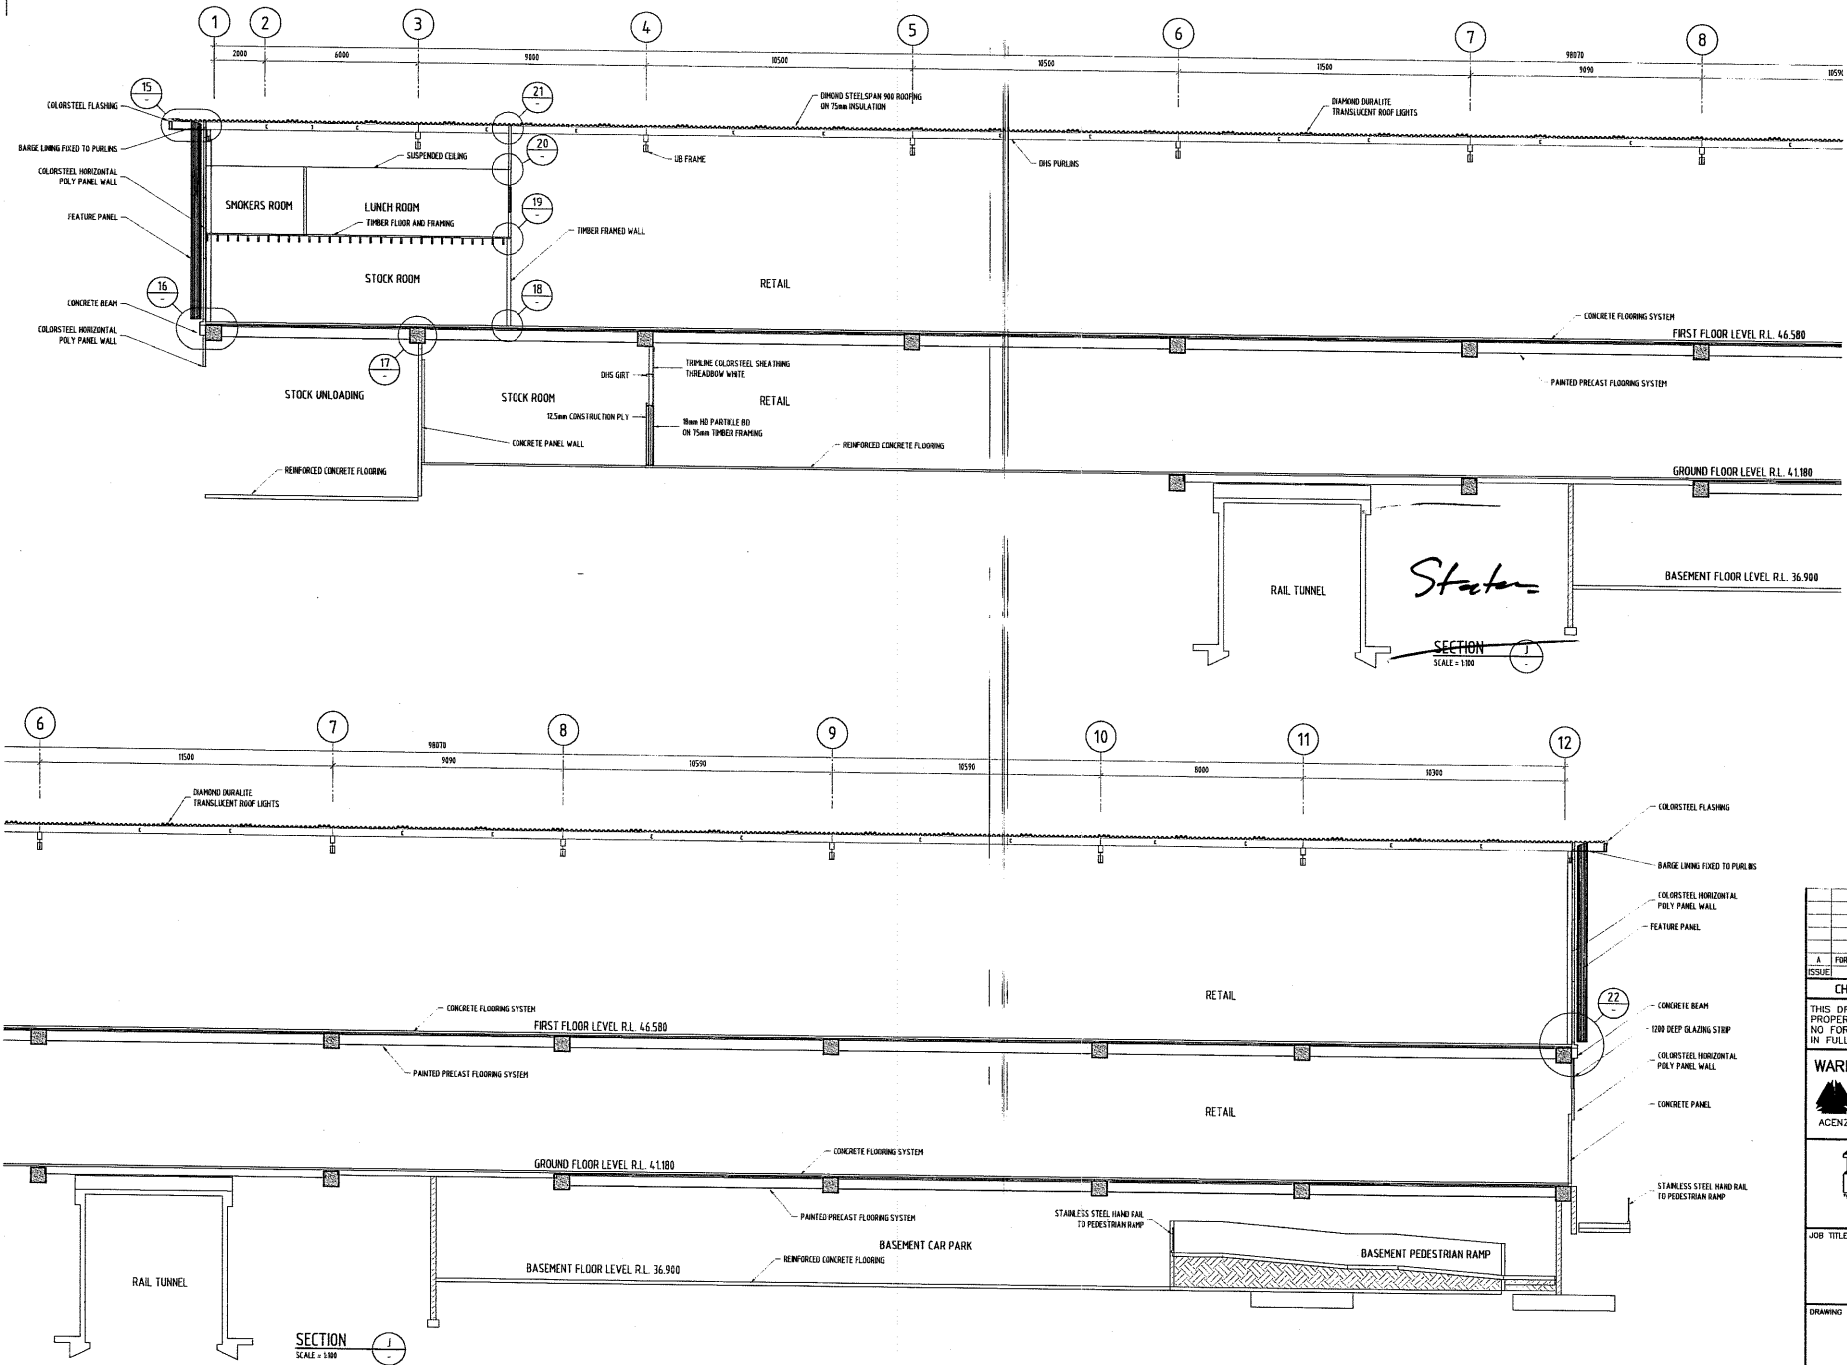 1 2 3 4 5 6 7 8
98070
2000 6000 9000 10500 10500 11500 9090
15
-
21
-
COLORSTEEL FLASHING
DIMOND STEELSPAN 900 ROOFING
ON 75mm INSULATION
DIAMOND DURALITE
TRANSLUCENT ROOF LIGHTS
BARGE LINING FIXED TO PURLINS
SUSPENDED CEILING
20
-
UB FRAME
DHS PURLINS
COLORSTEEL HORIZONTAL
POLY PANEL WALL
SMOKERS ROOM
LUNCH ROOM
TIMBER FLOOR AND FRAMING
19
-
FEATURE PANEL
TIMBER FRAMED WALL
STOCK ROOM
RETAIL
16
-
18
-
CONCRETE BEAM
COLORSTEEL HORIZONTAL
POLY PANEL WALL
CONCRETE FLOORING SYSTEM
FIRST FLOOR LEVEL R.L. 46.580
17
-
TRIMLINE COLORSTEEL SHEATHING
THREADBOW WHITE
DHS GIRT
PAINTED PRECAST FLOORING SYSTEM
STOCK UNLOADING
STOCK ROOM
RETAIL
12.5mm CONSTRUCTION PLY
18mm HD PARTICLE BD
ON 75mm TIMBER FRAMING
CONCRETE PANEL WALL
REINFORCED CONCRETE FLOORING
REINFORCED CONCRETE FLOORING
GROUND FLOOR LEVEL R.L. 41.180
RAIL TUNNEL
BASEMENT FLOOR LEVEL R.L. 36.900
SECTION J
SCALE = 1:100 -
6 7 8 9 10 11 12
98070
11500 9090 10590 10590 8000 10300
DIAMOND DURALITE
TRANSLUCENT ROOF LIGHTS
COLORSTEEL FLASHING
BARGE LINING FIXED TO PURLINS
COLORSTEEL HORIZONTAL
POLY PANEL WALL
FEATURE PANEL
RETAIL
22
-
CONCRETE FLOORING SYSTEM
FIRST FLOOR LEVEL R.L. 46.580
CONCRETE BEAM
1200 DEEP GLAZING STRIP
COLORSTEEL HORIZONTAL
POLY PANEL WALL
PAINTED PRECAST FLOORING SYSTEM
CONCRETE PANEL
RETAIL
CONCRETE FLOORING SYSTEM
GROUND FLOOR LEVEL R.L. 41.180
STAINLESS STEEL HAND RAIL
TO PEDESTRIAN RAMP
PAINTED PRECAST FLOORING SYSTEM
STAINLESS STEEL HAND RAIL
TO PEDESTRIAN RAMP
BASEMENT CAR PARK
BASEMENT PEDESTRIAN RAMP
REINFORCED CONCRETE FLOORING
BASEMENT FLOOR LEVEL R.L. 36.900
RAIL TUNNEL
SECTION J
SCALE = 1:100 -
A FOR
ISSUE
CH
THIS DR
PROPER
NO FOR
IN FULL
WAR
ACENZ
JOB TITLE
DRAWING